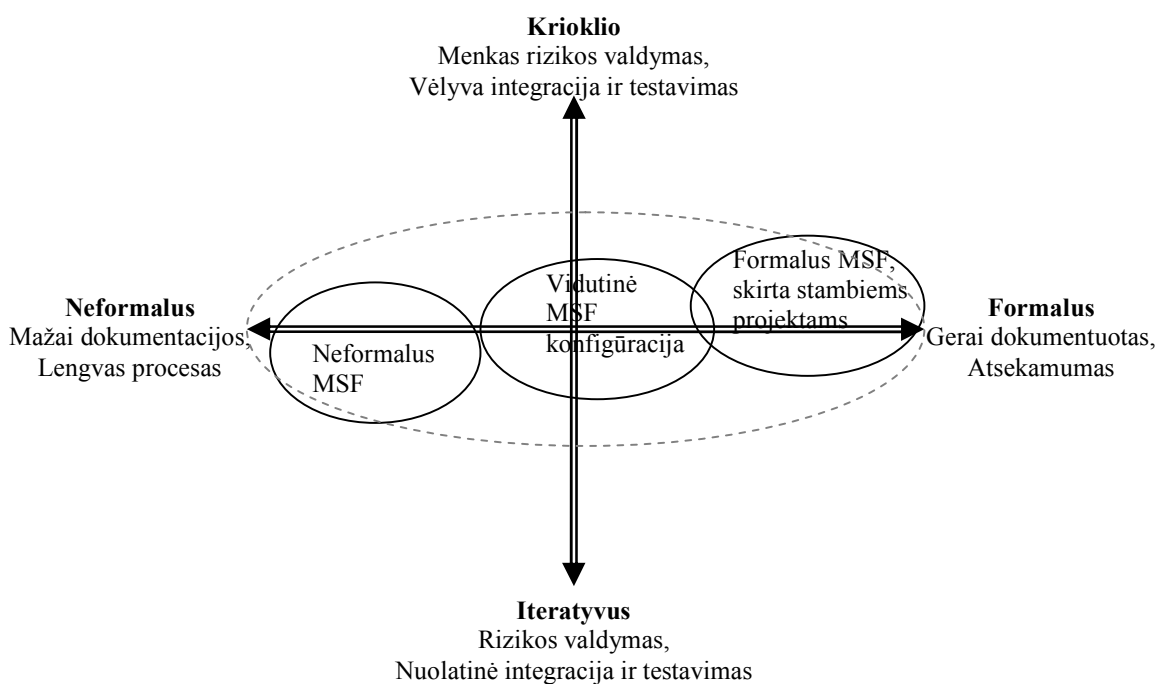 Krioklio
Menkas rizikos valdymas,
Vėlyva integracija ir testavimas
Neformalus
Mažai dokumentacijos,
Lengvas procesas
Neformalus
MSF
Vidutinė
MSF
konfigūracija
Formalus MSF,
skirta stambiems
projektams
Formalus
Gerai dokumentuotas,
Atsekamumas
Iteratyvus
Rizikos valdymas,
Nuolatinė integracija ir testavimas